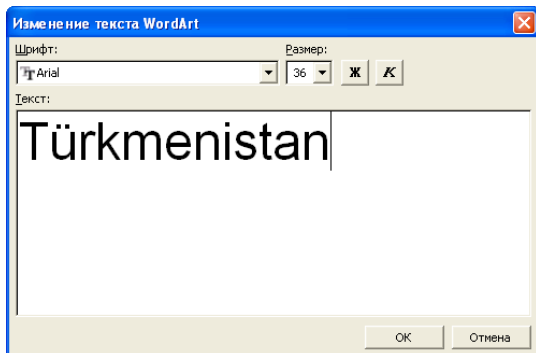 Изменение текста WordArt
Шрифт:
Размер:
Arial
36
Ж
К
Текст:
Türkmenistan
ОК
Отмена